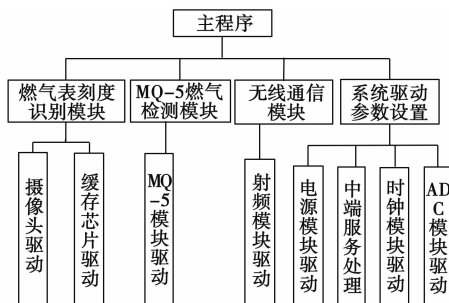 主程序
燃气表刻度
识别模块
MQ-5燃气
检测模块
无线通信
模块
系统驱动
参数设置
摄像头驱动
缓存芯片驱动
MQ
-5模块驱动
射频模块驱动
电源模块驱动
中端服务处理
时钟模块驱动
AD
C模块驱动